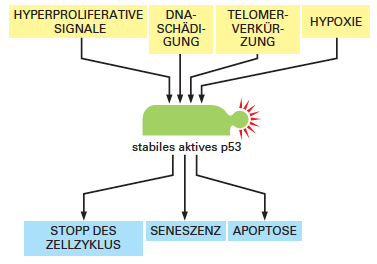 HYPERPROLIFERATIVE
SIGNALE
DNA-
SCHÄDI-
GUNG
TELOMER-
VERKÜR-
ZUNG
HYPOXIE
stabiles aktives p53
STOPP DES
ZELLZYKLUS
SENESZENZ
APOPTOSE